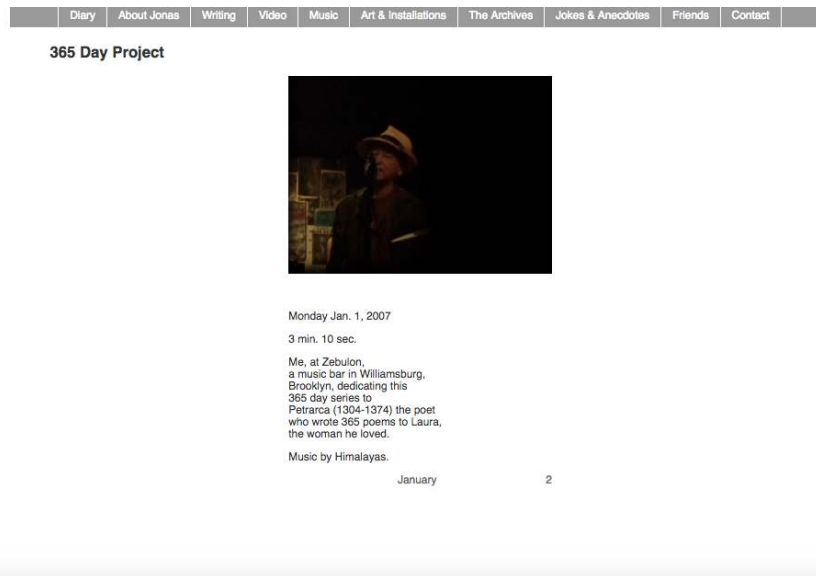 Diary About Jonas Writing Video Music Art & Installations The Archives Jokes & Anecdotes Friends Contact
365 Day Project
Monday Jan. 1, 2007
3 min. 10 sec.
Me, at Zebulon,
a music bar in Williamsburg,
Brooklyn, dedicating this
365 day series to
Petrarca (1304-1374) the poet
who wrote 365 poems to Laura,
the woman he loved.
Music by Himalayas.
January 2